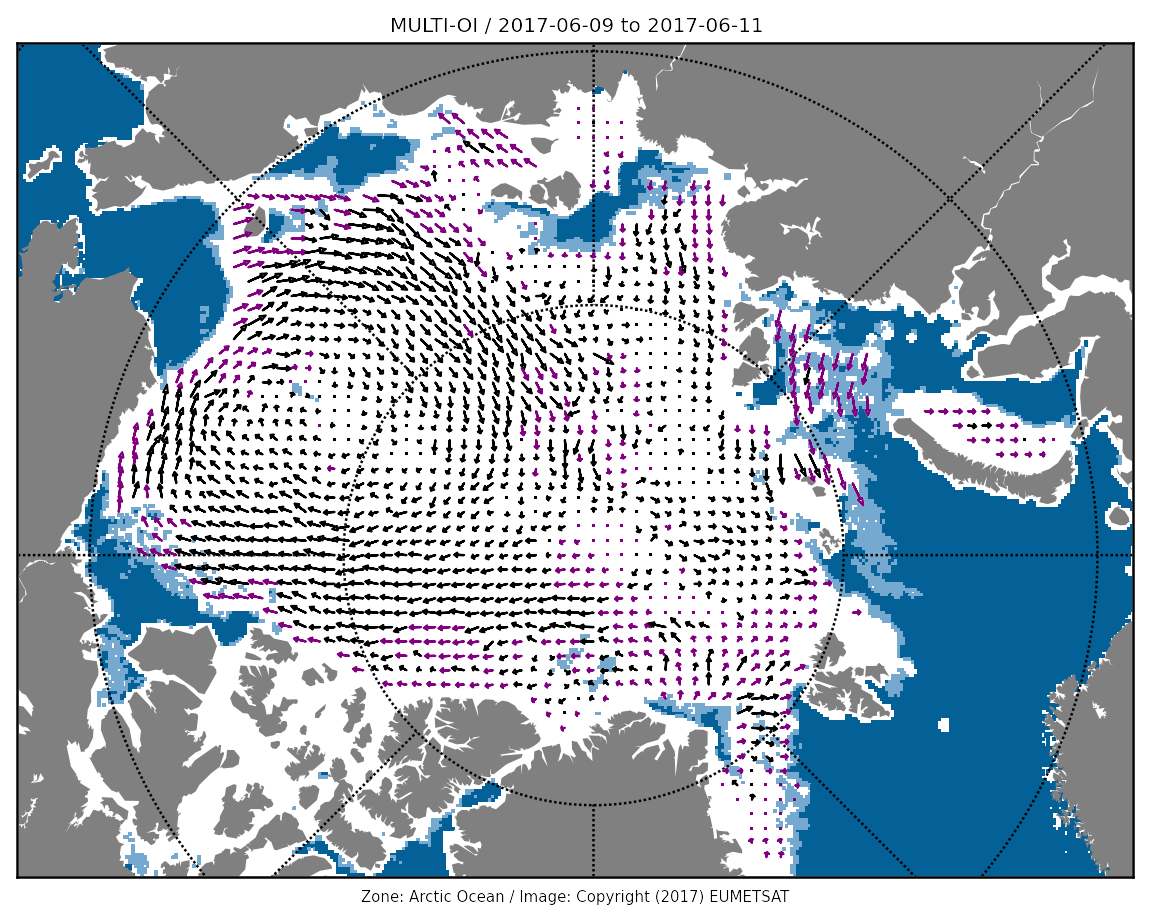 MULTI-OI / 2017-06-09 to 2017-06-11
Zone: Arctic Ocean / Image: Copyright (2017) EUMETSAT